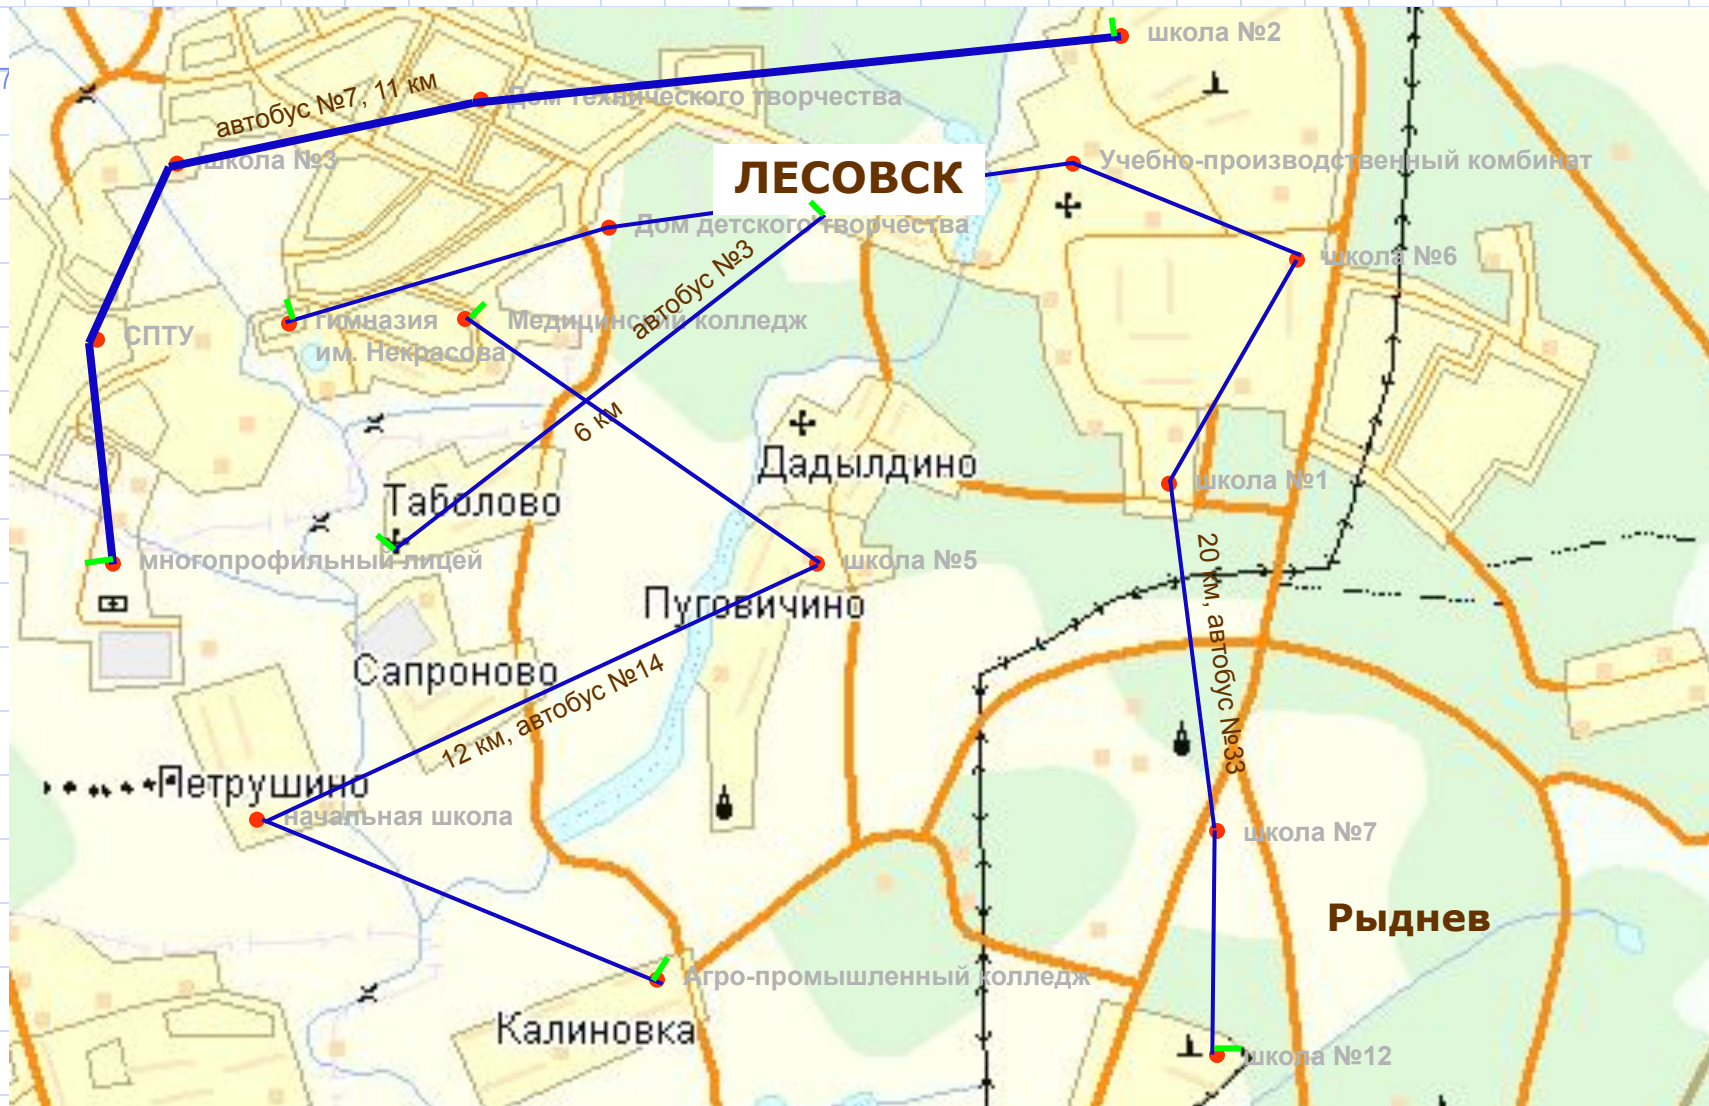 школа №2
автобус №7, 11 км
Дом технического творчества
школа №3
ЛЕСОВСК
Учебно-производственный комбинат
Дом детского творчества
автобус №3
школа №6
гимназия
им. Некрасова
Медицинский колледж
СПТУ
6 км
Дадылдино
Таболово
школа №1
многопрофильный лицей
школа №5
Пуговичино
20 км, автобус №33
Сапроново
12 км, автобус №14
Петрушино
начальная школа
школа №7
Рыднев
Агро-промышленный колледж
Калиновка
школа №12